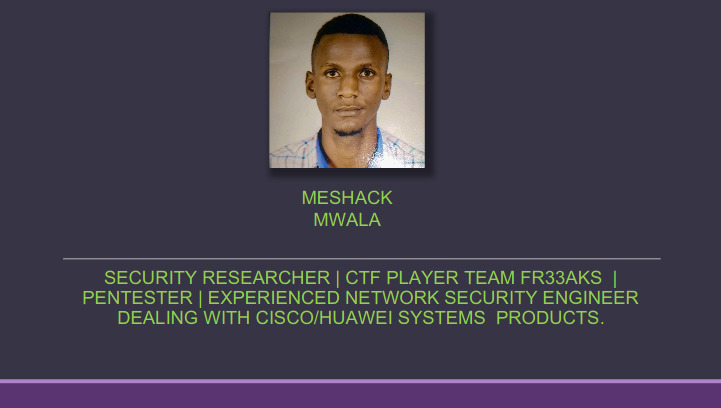 MESHACK
MWALA
SECURITY RESEARCHER | CTF PLAYER TEAM FR33AKS |
PENTESTER | EXPERIENCED NETWORK SECURITY ENGINEER
DEALING WITH CISCO/HUAWEI SYSTEMS PRODUCTS.